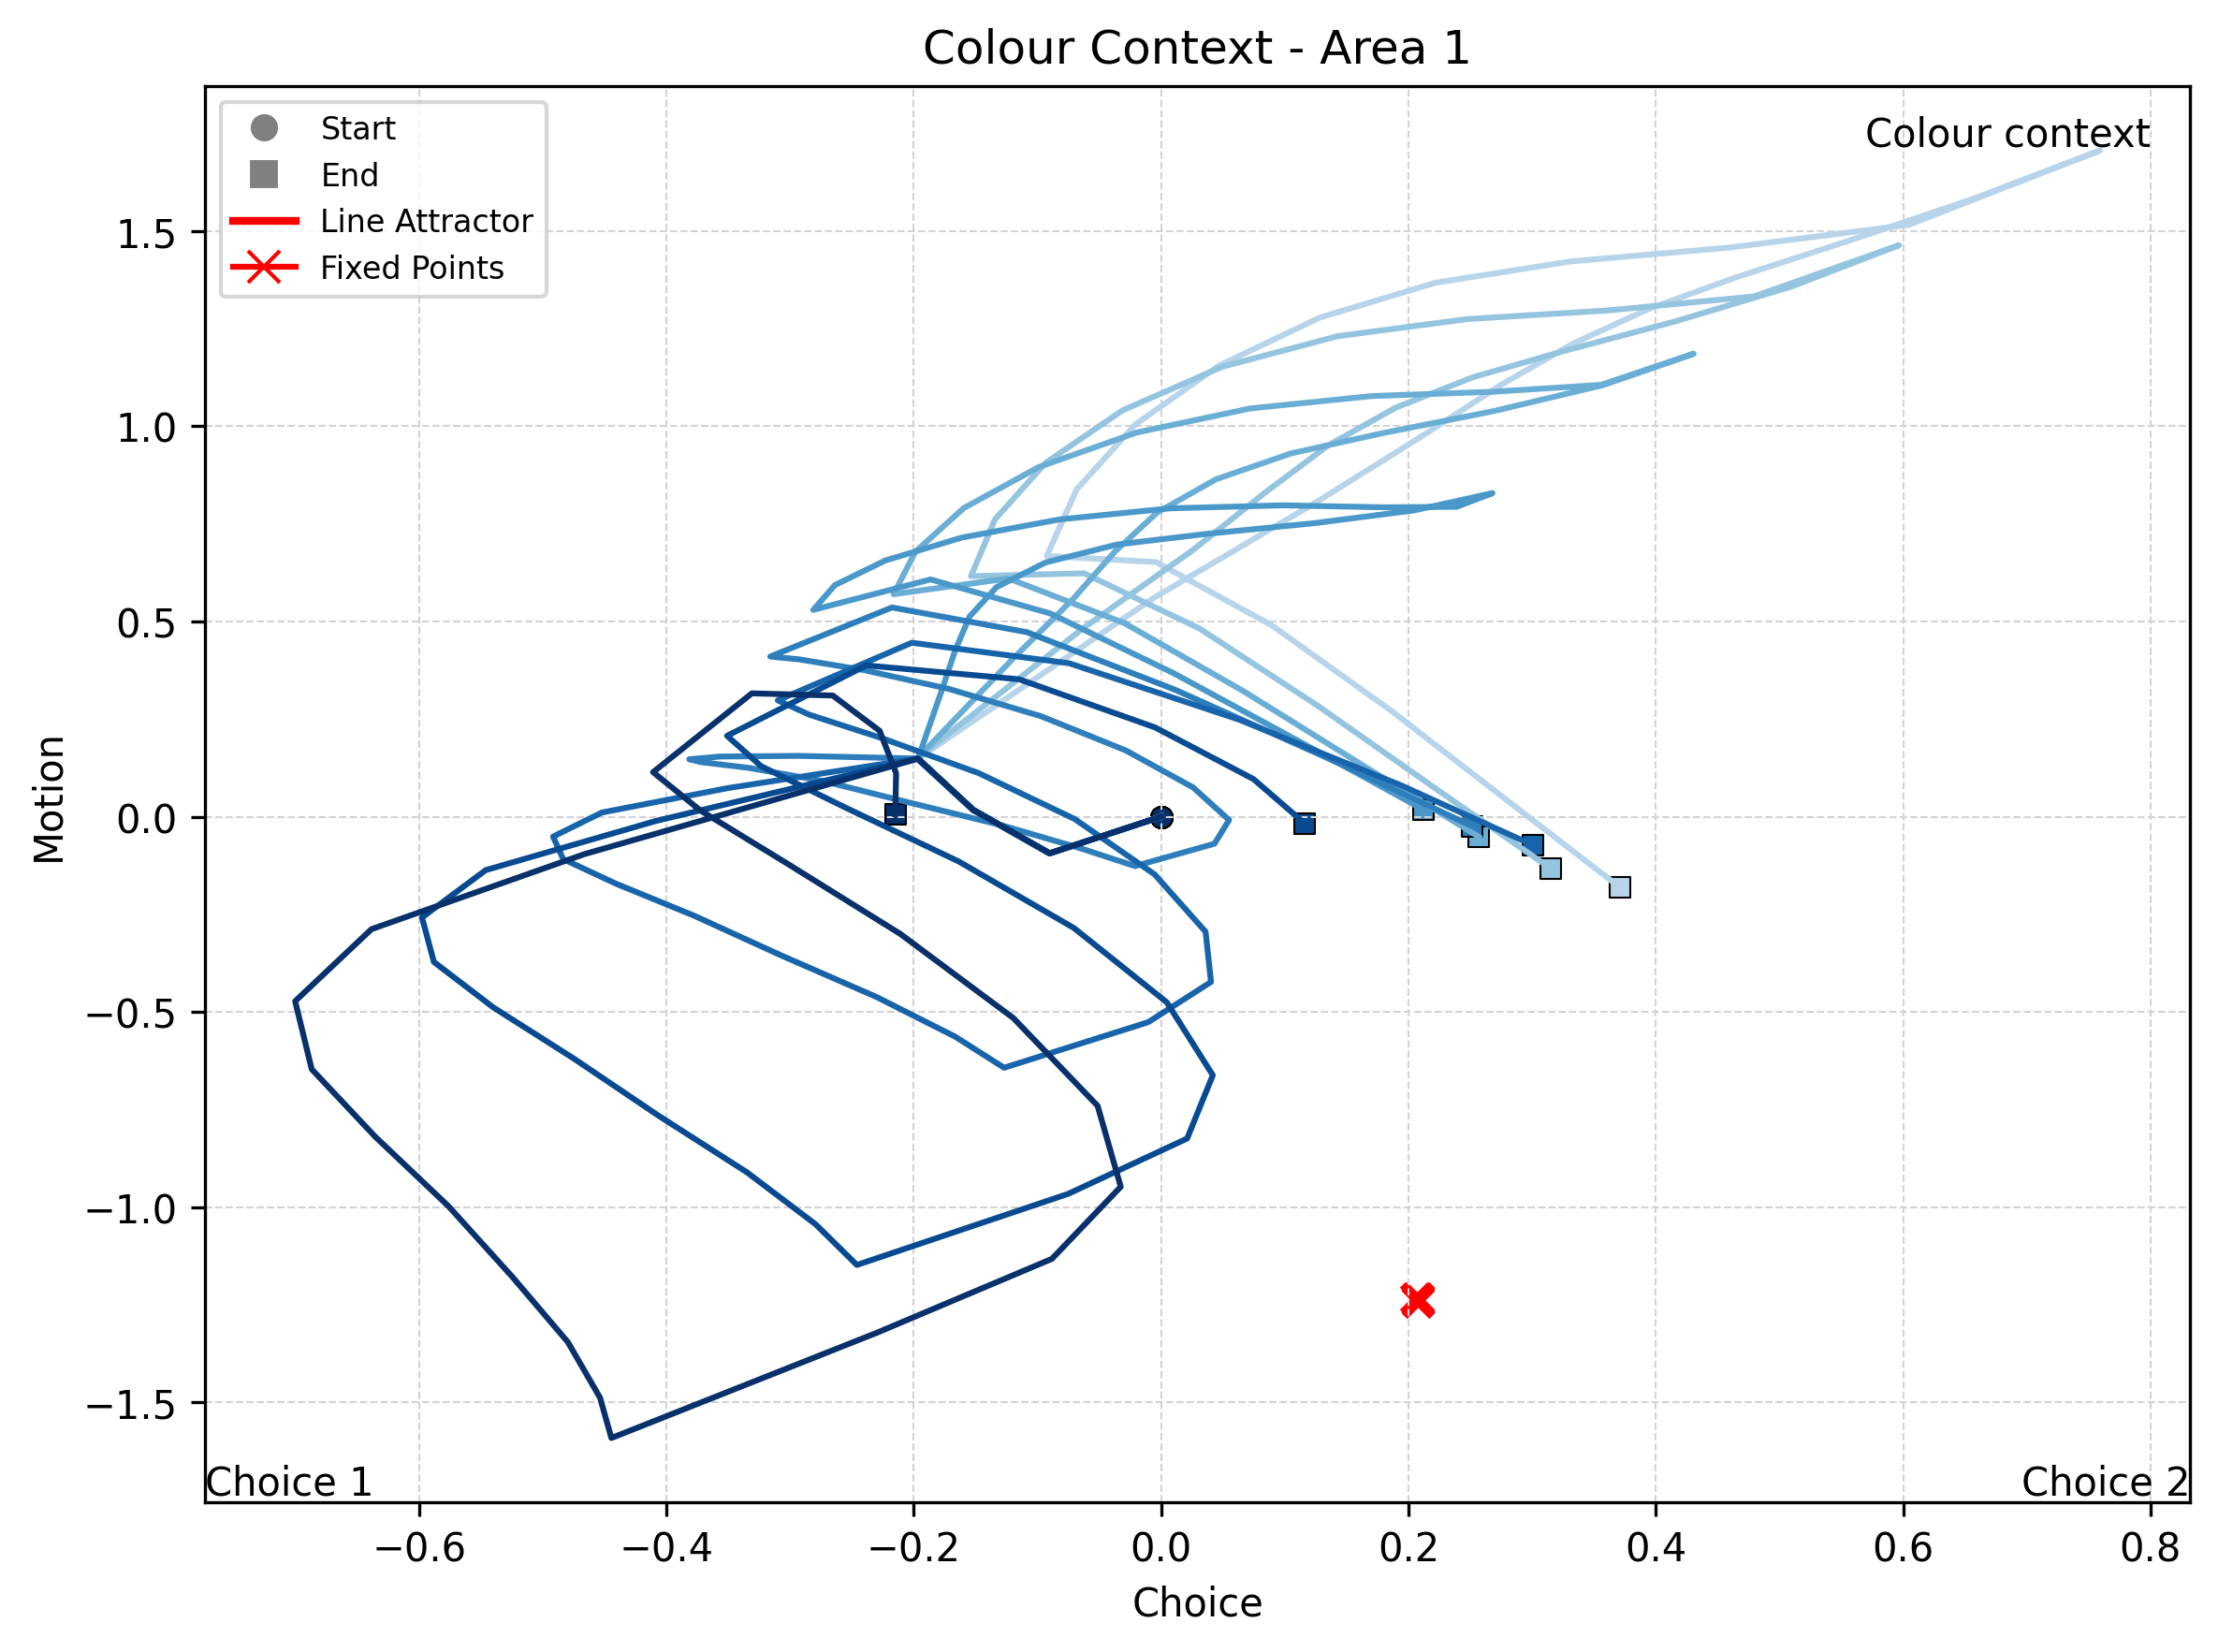 Colour Context - Area 1
Start
End
Line Attractor
Fixed Points
Colour context
1.5
1.0
0.5
0.0
−0.5
−1.0
−1.5
Motion
Choice 1
Choice 2
−0.6
−0.4
−0.2
0.0
0.2
0.4
0.6
0.8
Choice